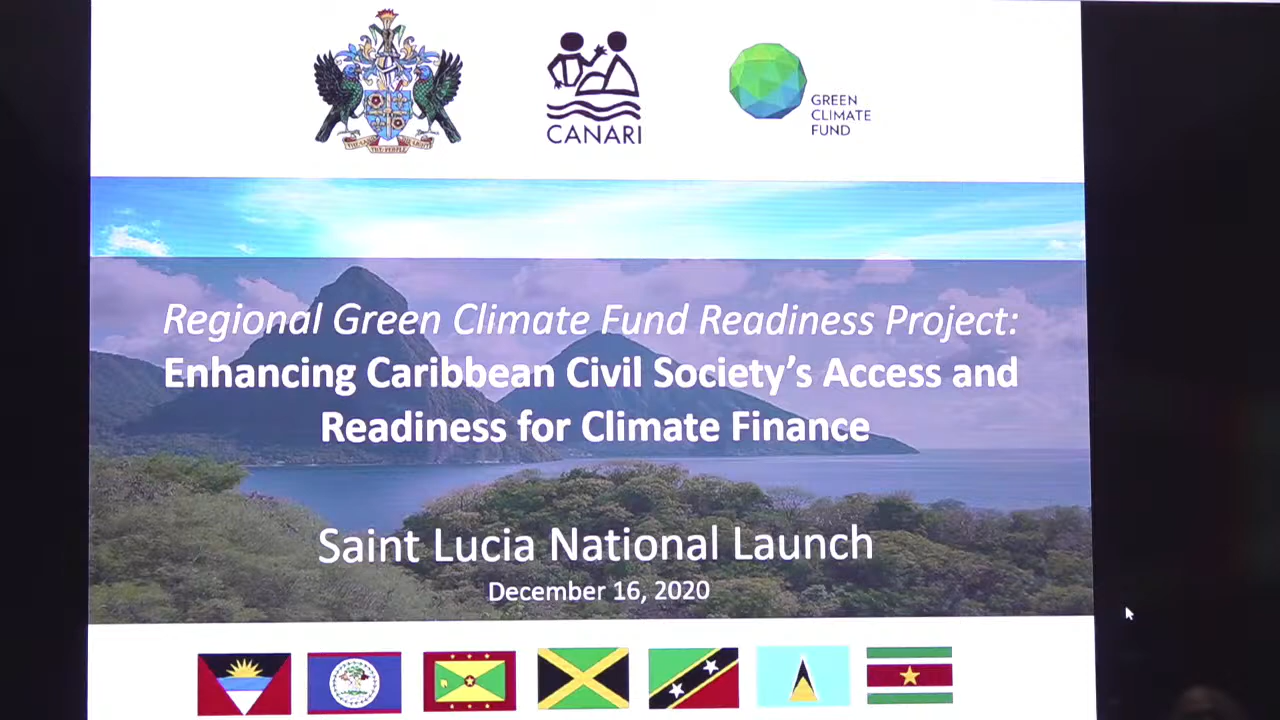 CANARI
GREEN
CLIMATE
FUND
Regional Green Climate Fund Readiness Project:
Enhancing Caribbean Civil Society's Access and
Readiness for Climate Finance
Saint Lucia National Launch
December 16, 2020